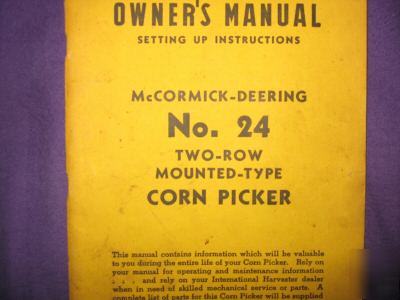 OWNER'S MANUAL
SETTING UP INSTRUCTIONS
McCORMICK-DEERING
No. 24
TWO-ROW
MOUNTED-TYPE
CORN PICKER
This manual contains information which will be valuable
to you during the entire life of your Corn Picker. Rely on
your manual for operating and maintenance information
. . . . and rely on your International Harvester dealer
when in need of skilled mechanical service or parts. A
complete list of parts for this Corn Picker will be supplied